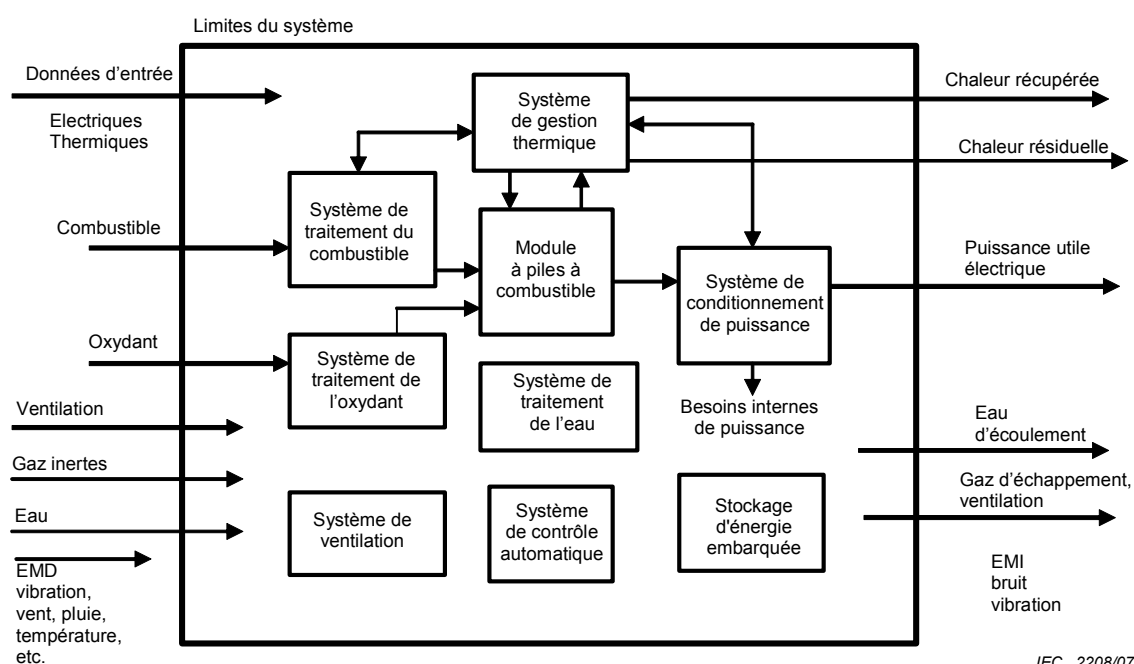 Limites du système
Données d'entrée
Electriques
Thermiques
Combustible
Oxydant
Ventilation
Gaz inertes
Eau
EMD
vibration,
vent, pluie,
température,
etc.
Système
de gestion
thermique
Système de
traitement du
combustible
Module
à piles à
combustible
Système de
conditionnement
de puissance
Système de
traitement de
l'oxydant
Système de
traitement
de l'eau
Besoins internes
de puissance
Système de
ventilation
Système
de contrôle
automatique
Stockage
d'énergie
embarquée
Chaleur récupérée
Chaleur résiduelle
Puissance utile
électrique
Eau
d'écoulement
Gaz d'échappement,
ventilation
EMI
bruit
vibration
IEC 2208/07